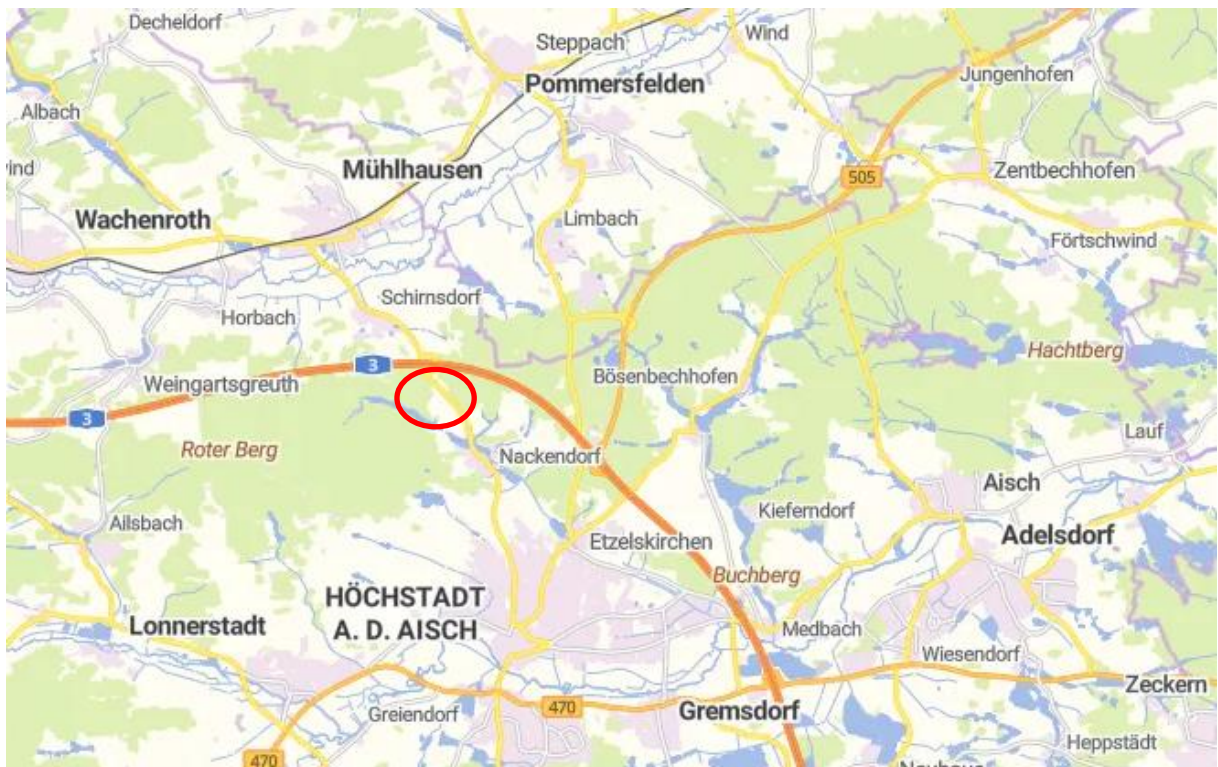 Decheldorf
Wind
Steppach
Jungenhofen
Pommersfelden
Albach
ind
Mühlhausen
505
Zentbechhofen
Wachenroth
Limbach
Förtschwind
Schirnsdorf
Horbach
Hachtberg
3
Weingartsgreuth
Bösenbechhofen
3
Lauf
Roter Berg
Nackendorf
Aisch
Kieferndorf
Ailsbach
Adelsdorf
Etzelskirchen
Buchberg
HÖCHSTADT
A. D. AISCH
Lonnerstadt
Medbach
Wiesendorf
Zeckern
470
Greiendorf
Gremsdorf
Heppstädt
470